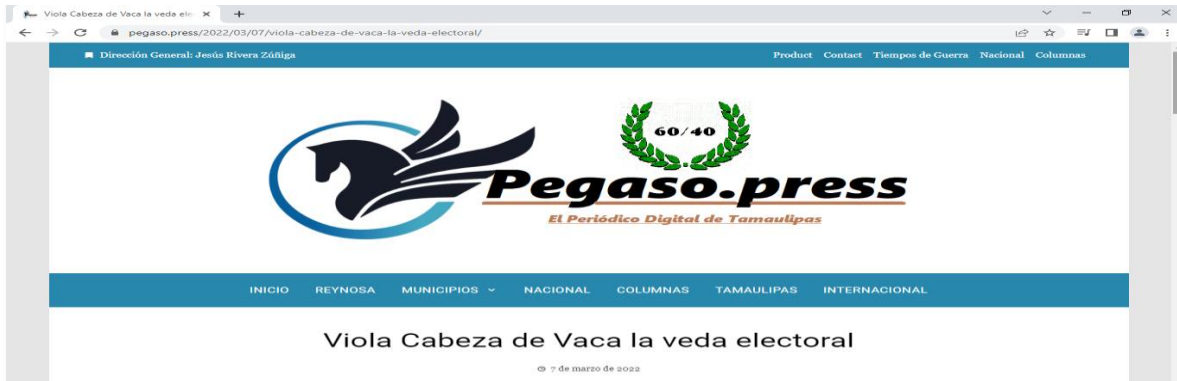 Viola Cabeza de Vaca la veda ele
pegaso.press/2022/03/07/viola-cabeza-de-vaca-la-veda-electoral/
Dirección General: Jesús Rivera Zúñiga
Product Contact Tiempos de Guerra Nacional Columnas
60/40
Pegaso.press
El Periódico Digital de Tamaulipas
INICIO REYNOSA MUNICIPIOS NACIONAL COLUMNAS TAMAULIPAS INTERNACIONAL
Viola Cabeza de Vaca la veda electoral
7 de marzo de 2022